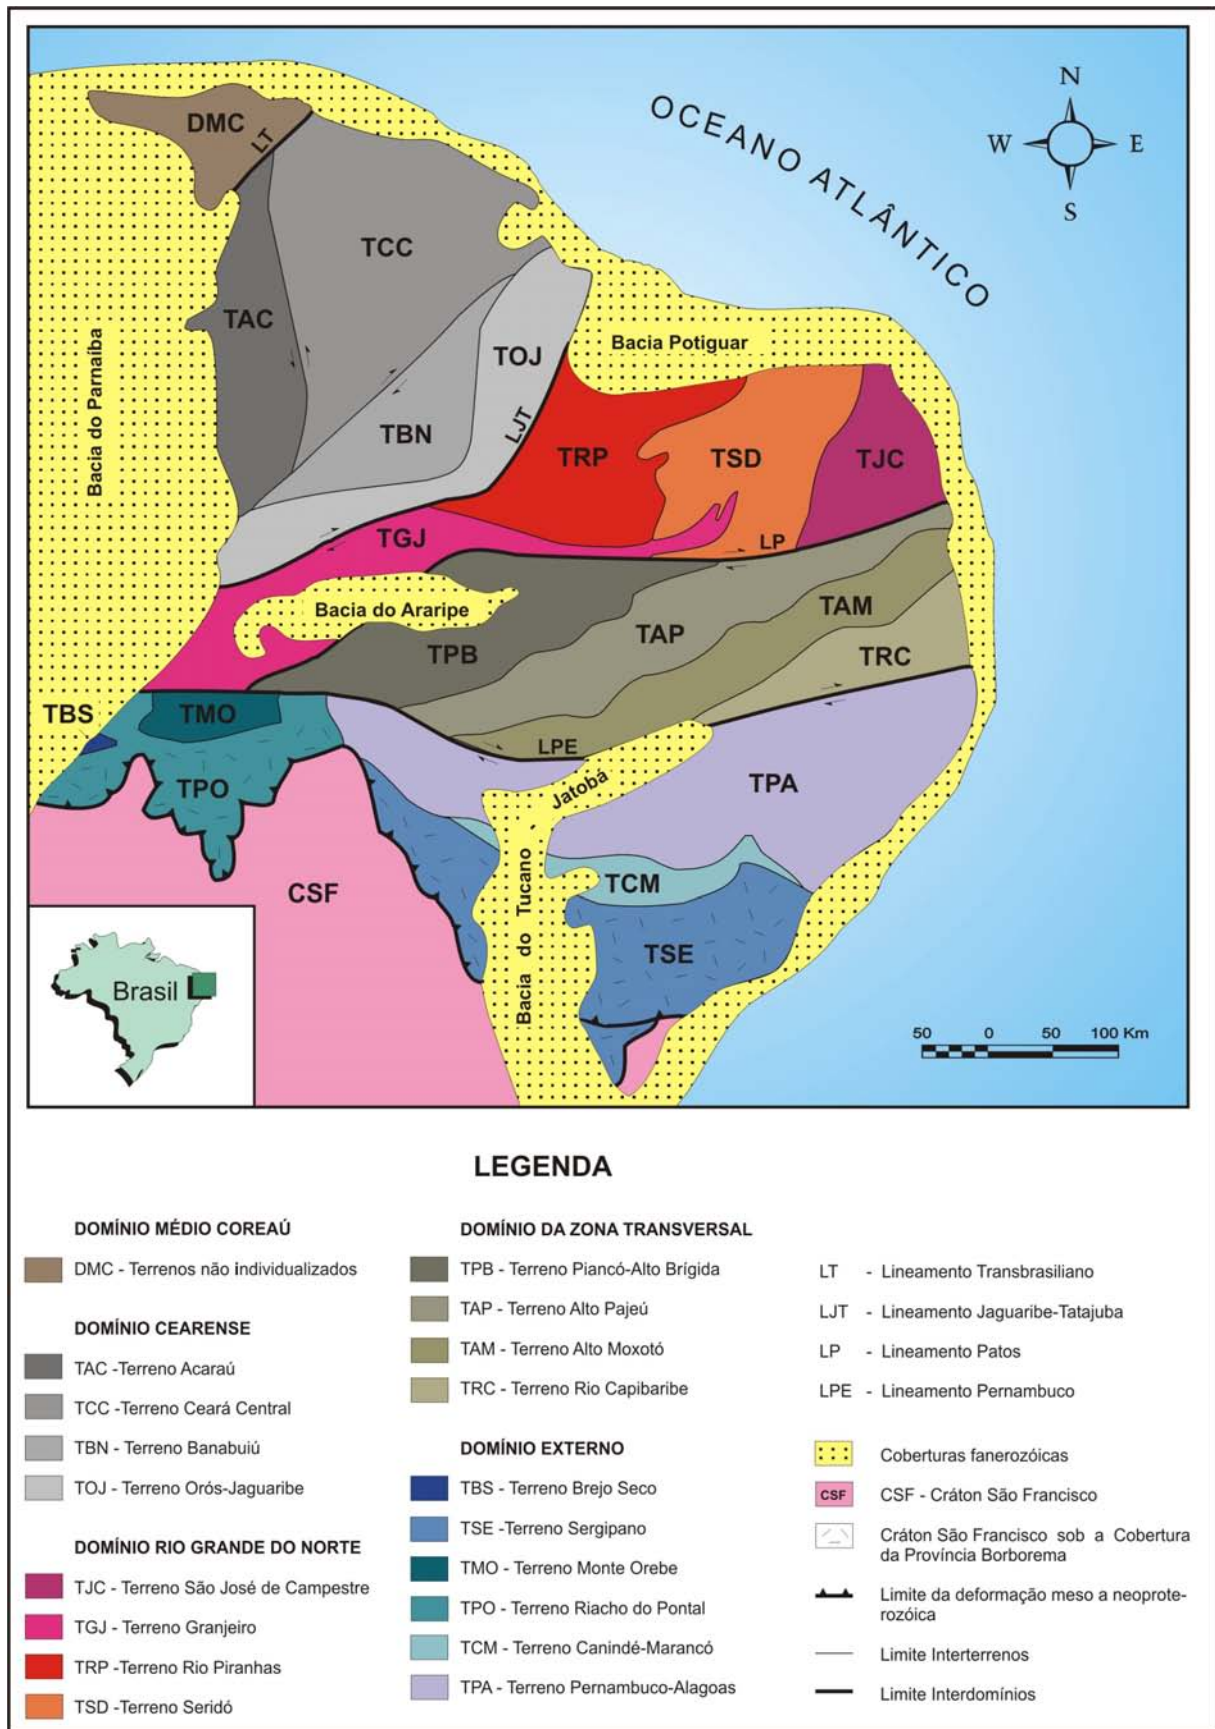 N
W
E
S
OCEANO ATLÂNTICO
DMC
LT
TCC
TAC
TOJ
Bacia Potiguar
Bacia do Parnaíba
LJT
TBN
TRP
TSD
TJC
TGJ
LP
Bacia do Araripe
TAM
TAP
TPB
TRC
TBS
TMO
LPE
TPO
Jatobá
TPA
CSF
TCM
Bacia do Tucano
TSE
Brasil
50 0 50 100 Km
LEGENDA
DOMÍNIO MÉDIO COREAÚ
DMC - Terrenos não individualizados
DOMÍNIO CEARENSE
TAC -Terreno Acaraú
TCC -Terreno Ceará Central
TBN - Terreno Banabuiú
TOJ - Terreno Orós-Jaguaribe
DOMÍNIO RIO GRANDE DO NORTE
TJC - Terreno São José de Campestre
TGJ - Terreno Granjeiro
TRP -Terreno Rio Piranhas
TSD -Terreno Seridó
DOMÍNIO DA ZONA TRANSVERSAL
TPB - Terreno Piancó-Alto Brígida
TAP - Terreno Alto Pajeú
TAM - Terreno Alto Moxotó
TRC - Terreno Rio Capibaribe
DOMÍNIO EXTERNO
TBS - Terreno Brejo Seco
TSE -Terreno Sergipano
TMO - Terreno Monte Orebe
TPO - Terreno Riacho do Pontal
TCM - Terreno Canindé-Marancó
TPA - Terreno Pernambuco-Alagoas
LT - Lineamento Transbrasiliano
LJT - Lineamento Jaguaribe-Tatajuba
LP - Lineamento Patos
LPE - Lineamento Pernambuco
Coberturas fanerozóicas
CSF CSF - Cráton São Francisco
Cráton São Francisco sob a Cobertura
da Província Borborema
Limite da deformação meso a neoprote-
rozóica
Limite Interterrenos
Limite Interdomínios